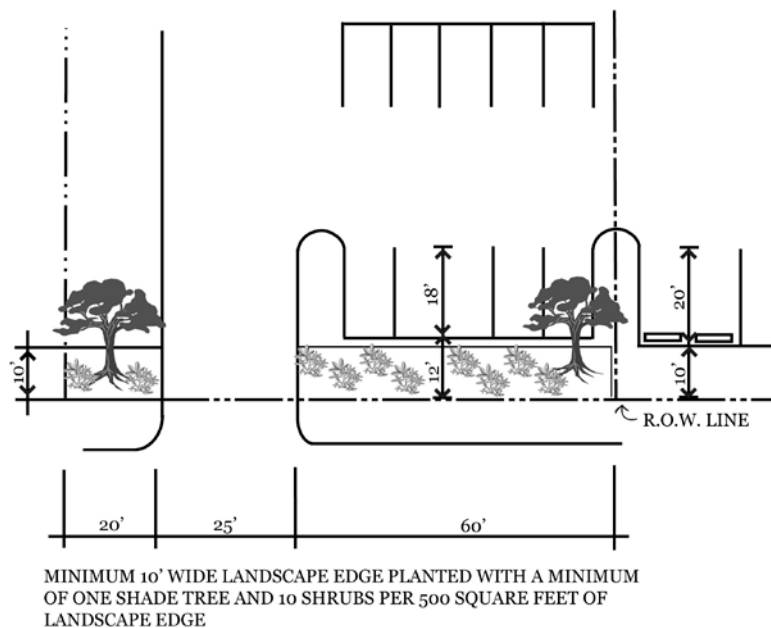 18’
20’
10’
12’
10’
R.O.W. LINE
20’
25’
60’
MINIMUM 10’ WIDE LANDSCAPE EDGE PLANTED WITH A MINIMUM
OF ONE SHADE TREE AND 10 SHRUBS PER 500 SQUARE FEET OF
LANDSCAPE EDGE